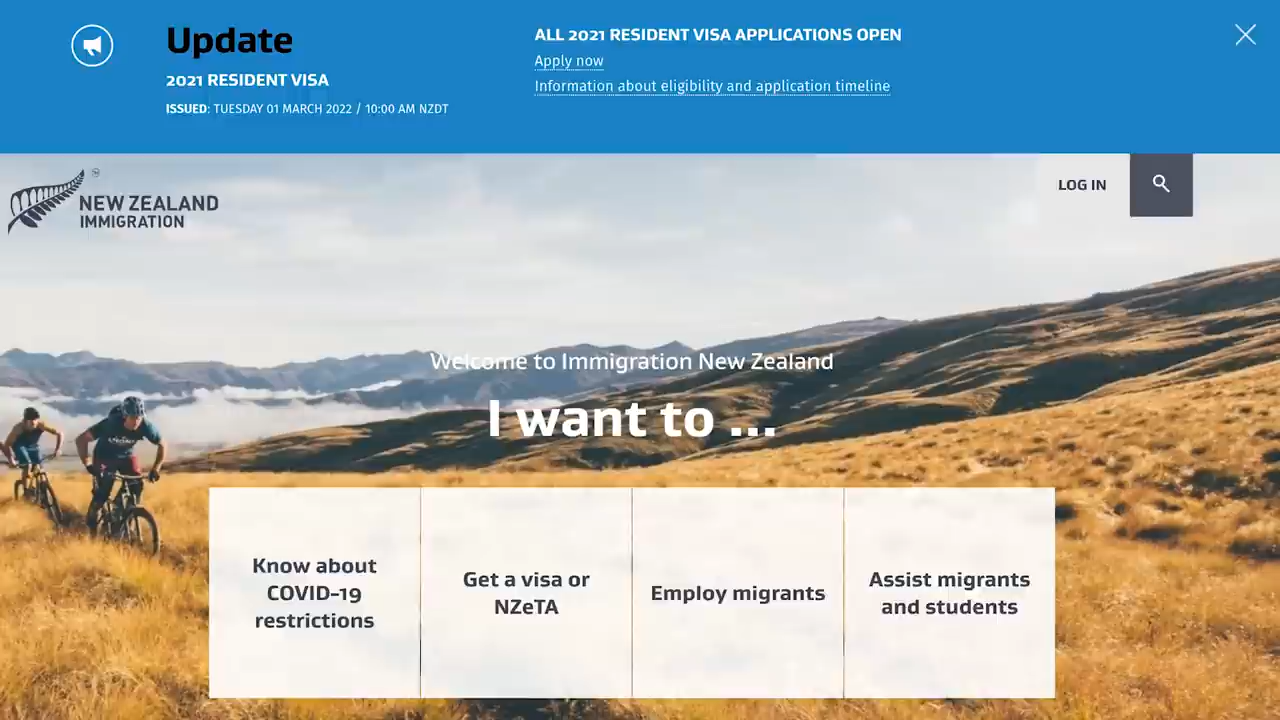 Update
2021 RESIDENT VISA
ISSUED: TUESDAY 01 MARCH 2022 / 10:00 AM NZDT
ALL 2021 RESIDENT VISA APPLICATIONS OPEN
Apply now
Information about eligibility and application timeline
NEW ZEALAND
IMMIGRATION
LOG IN
Welcome to Immigration New Zealand
I want to ...
Know about
COVID-19
restrictions
Get a visa or
NZeTA
Employ migrants
Assist migrants
and students